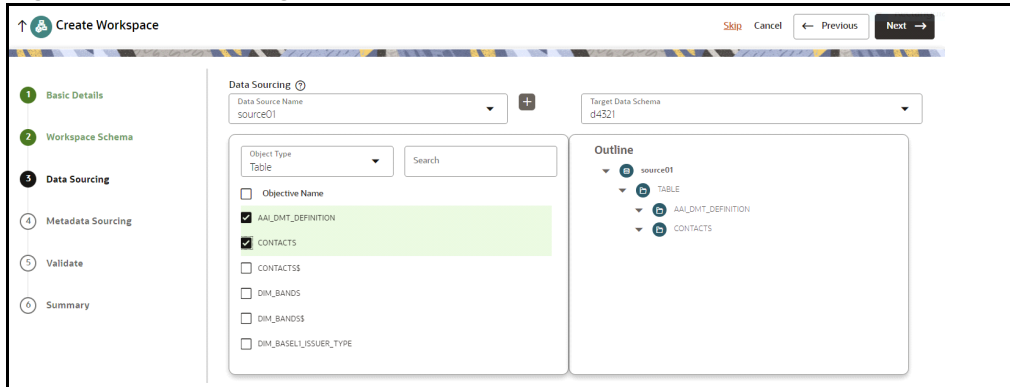 Create Workspace
Skip Cancel ← Previous Next →
1 Basic Details
2 Workspace Schema
3 Data Sourcing
4 Metadata Sourcing
5 Validate
6 Summary
Data Sourcing ?
Data Source Name
source01
+
Target Data Schema
d4321
Object Type
Table
Search
Objective Name
AAI_DMT_DEFINITION
CONTACTS
CONTACTS$
DIM_BANDS
DIM_BANDS$
DIM_BASEL1_ISSUER_TYPE
Outline
source01
TABLE
AAI_DMT_DEFINITION
CONTACTS